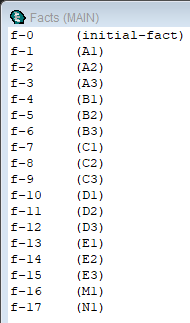 Facts (MAIN)
f-0 (initial-fact)
f-1 (A1)
f-2 (A2)
f-3 (A3)
f-4 (B1)
f-5 (B2)
f-6 (B3)
f-7 (C1)
f-8 (C2)
f-9 (C3)
f-10 (D1)
f-11 (D2)
f-12 (D3)
f-13 (E1)
f-14 (E2)
f-15 (E3)
f-16 (M1)
f-17 (N1)